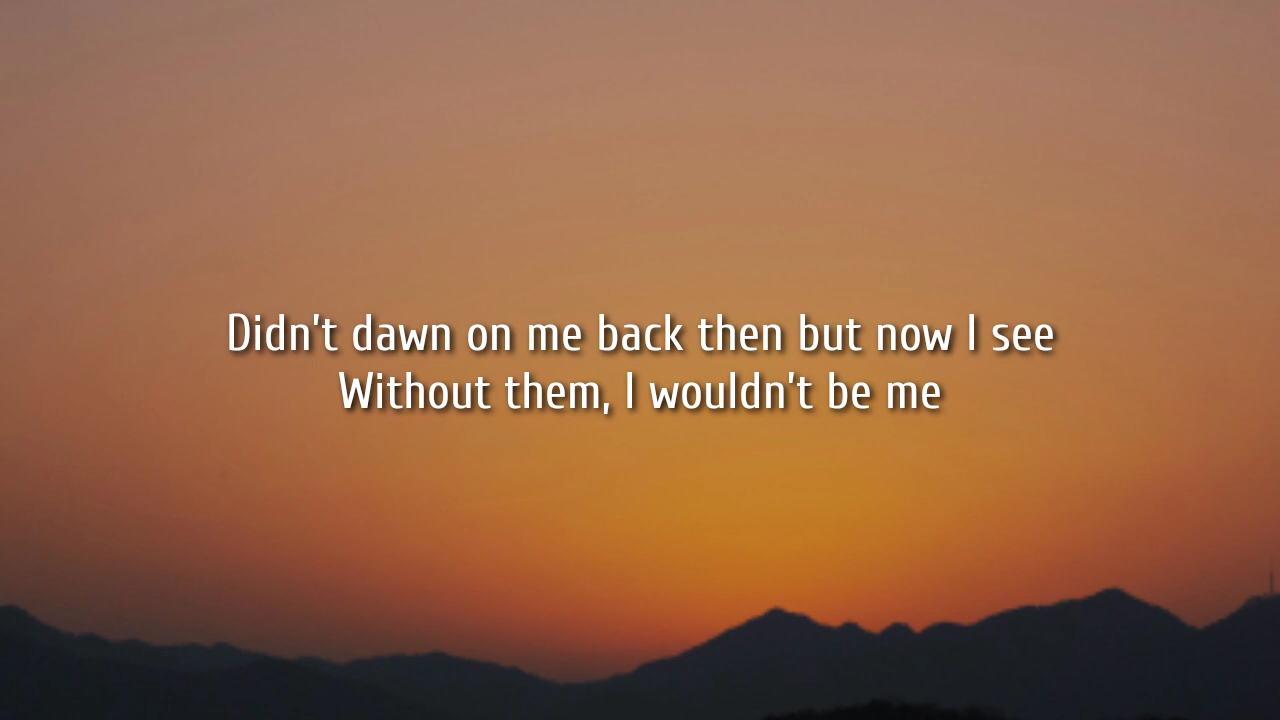 Didn't dawn on me back then but now I see
Without them, I wouldn't be me